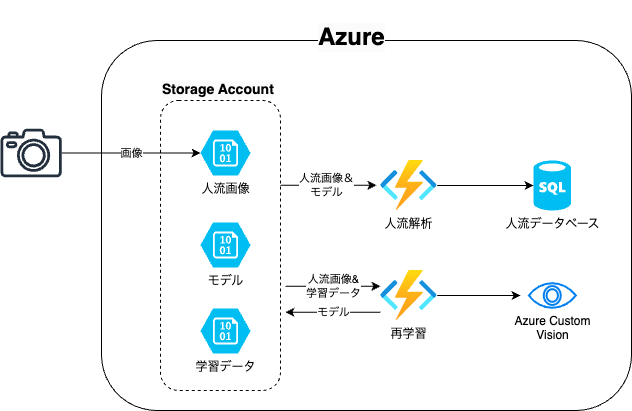 Azure
Storage Account
画像
10
01
人流画像
人流画像&
モデル
人流解析
SQL
人流データベース
10
01
モデル
人流画像&
学習データ
モデル
再学習
Azure Custom
Vision
10
01
学習データ